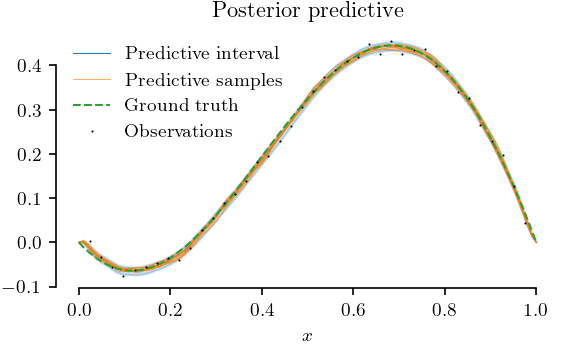 Posterior predictive
Predictive interval
Predictive samples
Ground truth
Observations
0.4
0.3
0.2
0.1
0.0
−0.1
0.0 0.2 0.4 0.6 0.8 1.0
x